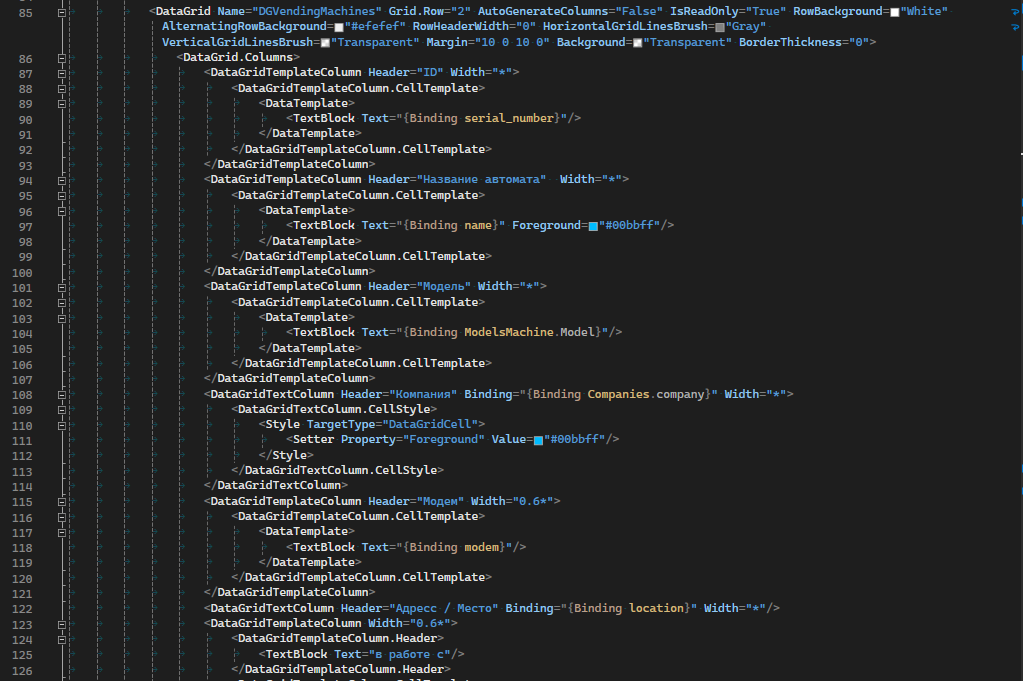 85 <DataGrid Name="DGVendingMachines" Grid.Row="2" AutoGenerateColumns="False" IsReadOnly="True" RowBackground="White"
AlternatingRowBackground="#efefef" RowHeaderWidth="0" HorizontalGridLinesBrush="Gray"
VerticalGridLinesBrush="Transparent" Margin="10 0 10 0" Background="Transparent" BorderThickness="0">
86 <DataGrid.Columns>
87 <DataGridTemplateColumn Header="ID" Width="*">
88 <DataGridTemplateColumn.CellTemplate>
89 <DataTemplate>
90 <TextBlock Text="{Binding serial_number}"/>
91 </DataTemplate>
92 </DataGridTemplateColumn.CellTemplate>
93 </DataGridTemplateColumn>
94 <DataGridTemplateColumn Header="Название автомата"  Width="*">
95 <DataGridTemplateColumn.CellTemplate>
96 <DataTemplate>
97 <TextBlock Text="{Binding name}" Foreground="#00bbff"/>
98 </DataTemplate>
99 </DataGridTemplateColumn.CellTemplate>
100 </DataGridTemplateColumn>
101 <DataGridTemplateColumn Header="Модель" Width="*">
102 <DataGridTemplateColumn.CellTemplate>
103 <DataTemplate>
104 <TextBlock Text="{Binding ModelsMachine.Model}"/>
105 </DataTemplate>
106 </DataGridTemplateColumn.CellTemplate>
107 </DataGridTemplateColumn>
108 <DataGridTextColumn Header="Компания" Binding="{Binding Companies.company}" Width="*">
109 <DataGridTextColumn.CellStyle>
110 <Style TargetType="DataGridCell">
111 <Setter Property="Foreground" Value="#00bbff"/>
112 </Style>
113 </DataGridTextColumn.CellStyle>
114 </DataGridTextColumn>
115 <DataGridTemplateColumn Header="Модем" Width="0.6*">
116 <DataGridTemplateColumn.CellTemplate>
117 <DataTemplate>
118 <TextBlock Text="{Binding modem}"/>
119 </DataTemplate>
120 </DataGridTemplateColumn.CellTemplate>
121 </DataGridTemplateColumn>
122 <DataGridTextColumn Header="Адресс / Место" Binding="{Binding location}" Width="*"/>
123 <DataGridTemplateColumn Width="0.6*">
124 <DataGridTemplateColumn.Header>
125 <TextBlock Text="в работе с"/>
126 </DataGridTemplateColumn.Header>